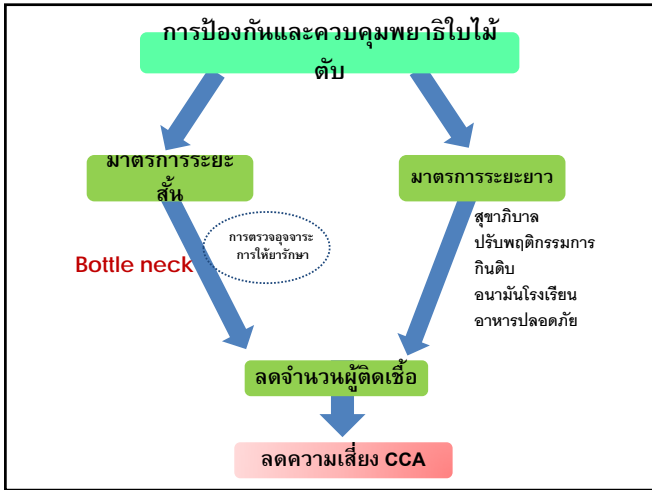 การป้องกันและควบคุมพยาธิใบไม้
ตับ
มาตรการระยะ
สั้น
มาตรการระยะยาว
การตรวจอุจจาระ
การให้ยารักษา
Bottle neck
สุขาภิบาล
ปรับพฤติกรรมการ
กินดิบ
อนามันโรงเรียน
อาหารปลอดภัย
ลดจำนวนผู้ติดเชื้อ
ลดความเสี่ยง CCA